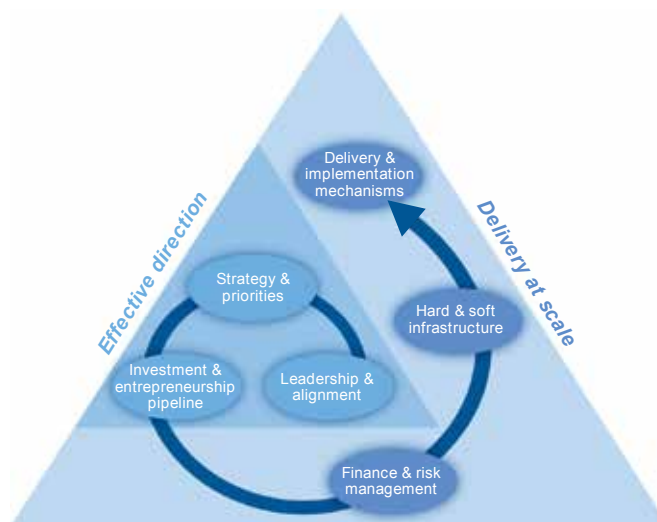 Delivery &
implementation
mechanisms
Effective direction
Delivery at scale
Strategy &
priorities
Hard & soft
infrastructure
Investment &
entrepreneurship
pipeline
Leadership &
alignment
Finance & risk
management